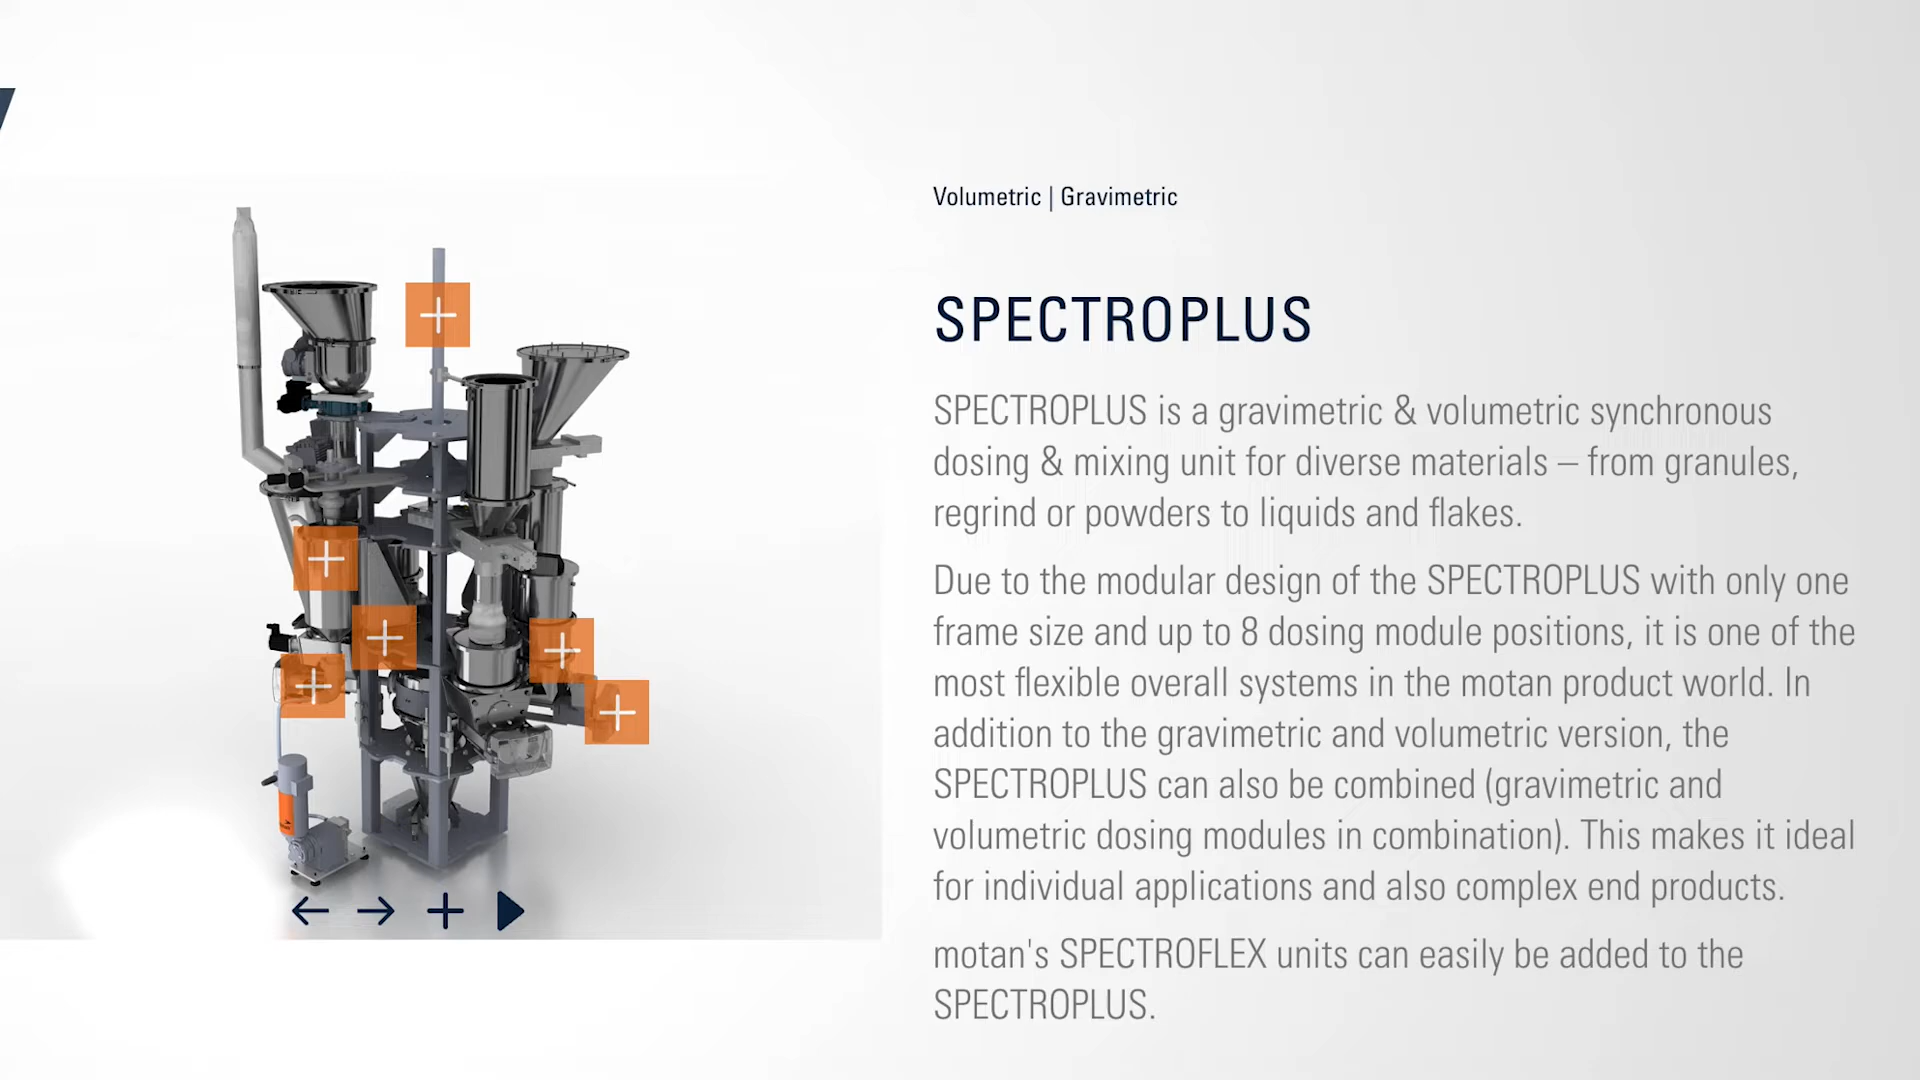 Volumetric | Gravimetric
SPECTROPLUS
SPECTROPLUS is a gravimetric & volumetric synchronous
dosing & mixing unit for diverse materials – from granules,
regrind or powders to liquids and flakes.
Due to the modular design of the SPECTROPLUS with only one
frame size and up to 8 dosing module positions, it is one of the
most flexible overall systems in the motan product world. In
addition to the gravimetric and volumetric version, the
SPECTROPLUS can also be combined (gravimetric and
volumetric dosing modules in combination). This makes it ideal
for individual applications and also complex end products.
motan's SPECTROFLEX units can easily be added to the
SPECTROPLUS.